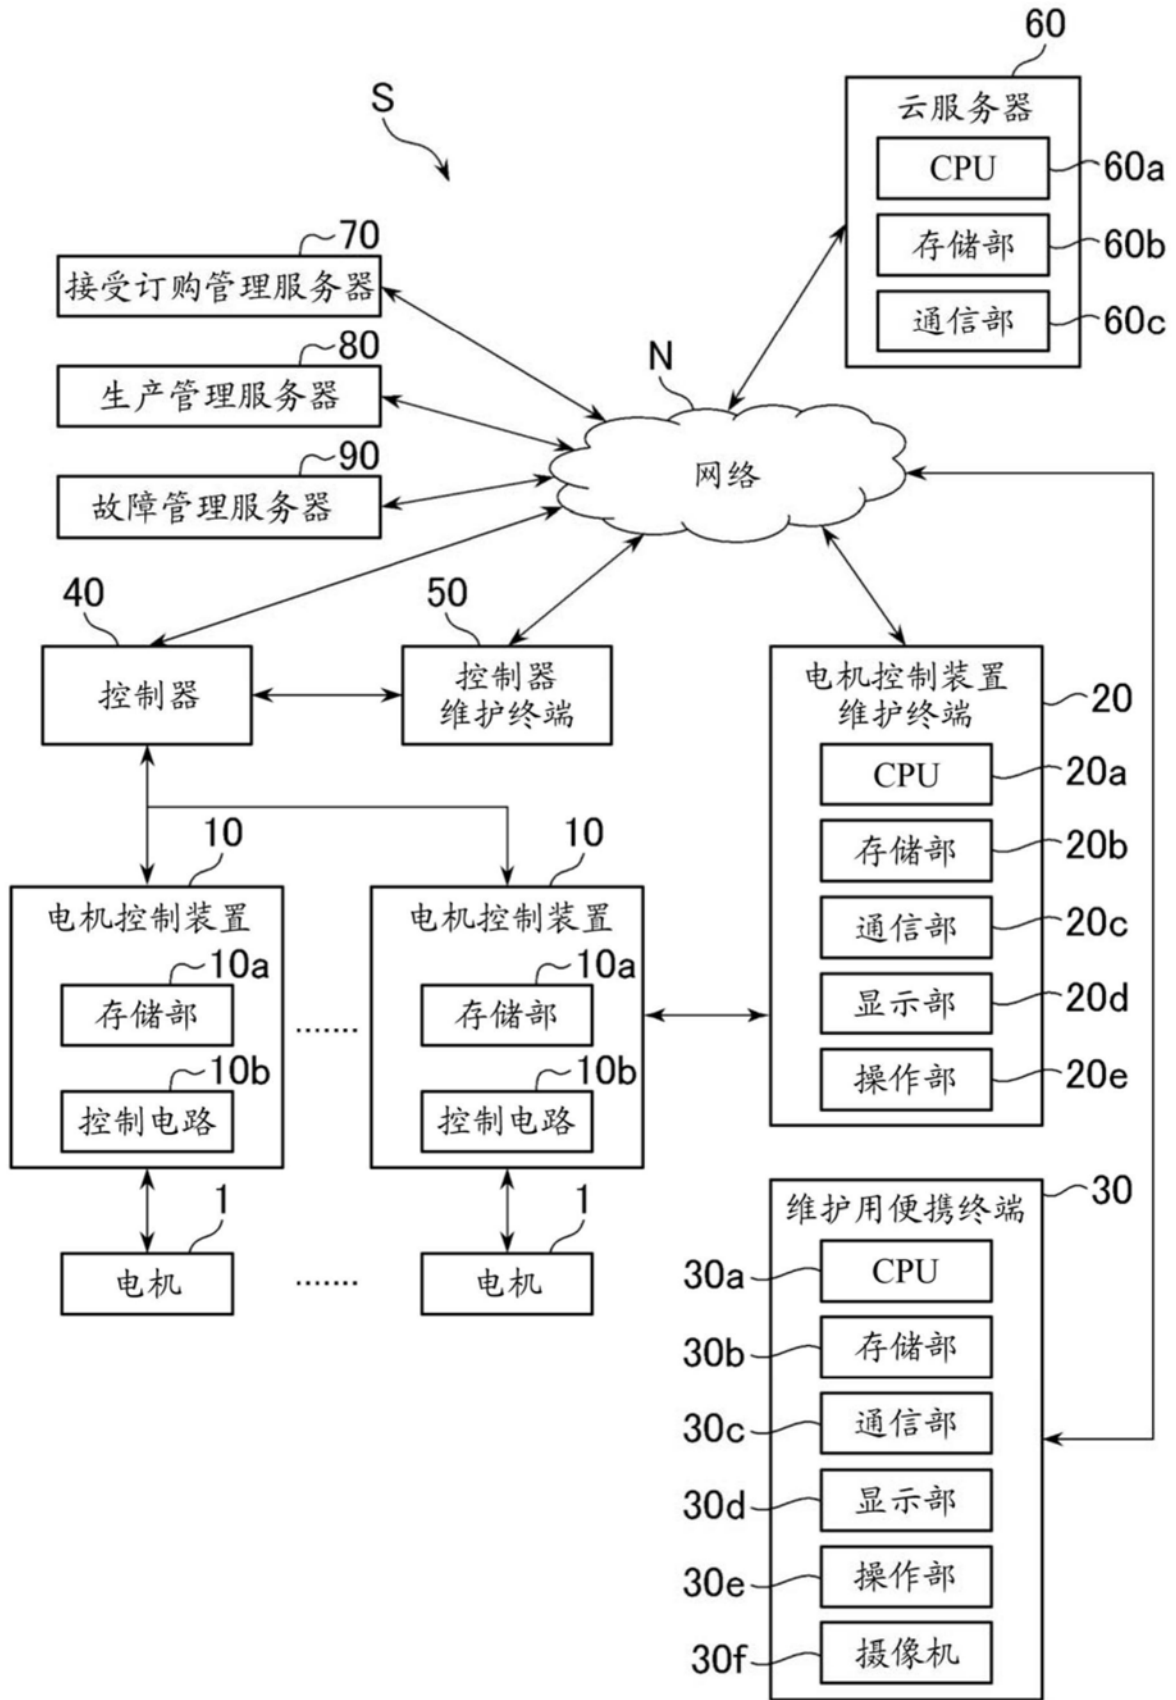 60
云服务器
S
CPU
60a
70
存储部
60b
接受订购管理服务器
通信部
60c
80
N
生产管理服务器
90
网络
故障管理服务器
40
50
控制器
控制器
维护终端
电机控制装置
维护终端
20
CPU
20a
存储部
20b
通信部
20c
显示部
20d
操作部
20e
10
10
电机控制装置
电机控制装置
10a
10a
存储部
.......
存储部
10b
10b
控制电路
控制电路
1
1
电机
.......
电机
30
维护用便携终端
30a
CPU
30b
存储部
30c
通信部
30d
显示部
30e
操作部
30f
摄像机